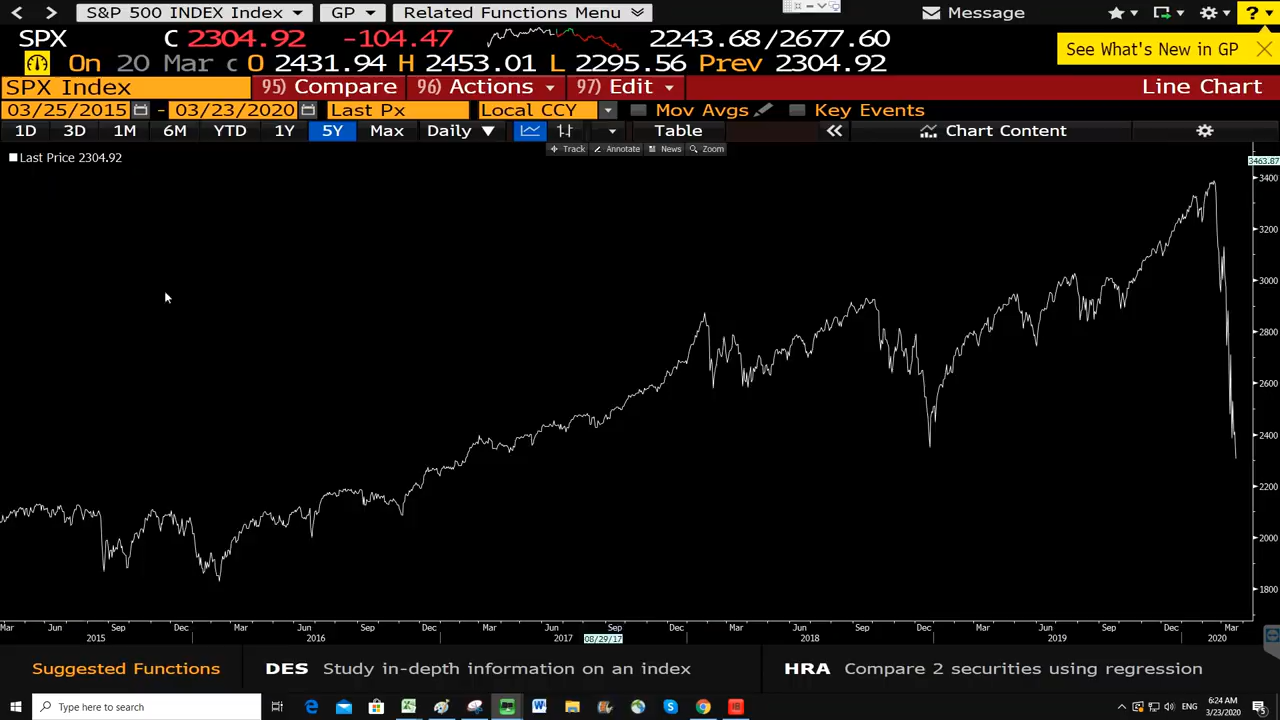 S&P 500 INDEX Index GP Related Functions Menu Message ?
SPX C 2304.92 -104.47 2243.68/2677.60
On 20 Mar c O 2431.94 H 2453.01 L 2295.56 Prev 2304.92
See What's New in GP
SPX Index 95) Compare 96) Actions 97) Edit Line Chart
03/25/2015 - 03/23/2020 Last Px Local CCY Mov Avgs Key Events
1D 3D 1M 6M YTD 1Y 5Y Max Daily Table Chart Content
Track Annotate News Zoom
Last Price 2304.92
3463.87
3400
3200
3000
2800
2600
2400
2200
2000
1800
Mar Jun Sep Dec Mar Jun Sep Dec Mar Jun Sep Dec Mar Jun Sep Dec Mar Jun Sep Dec Mar
2015 2016 2017 08/29/17 2018 2019 2020
Suggested Functions DES Study in-depth information on an index HRA Compare 2 securities using regression
Type here to search
ENG 6:24 AM
3/23/2020